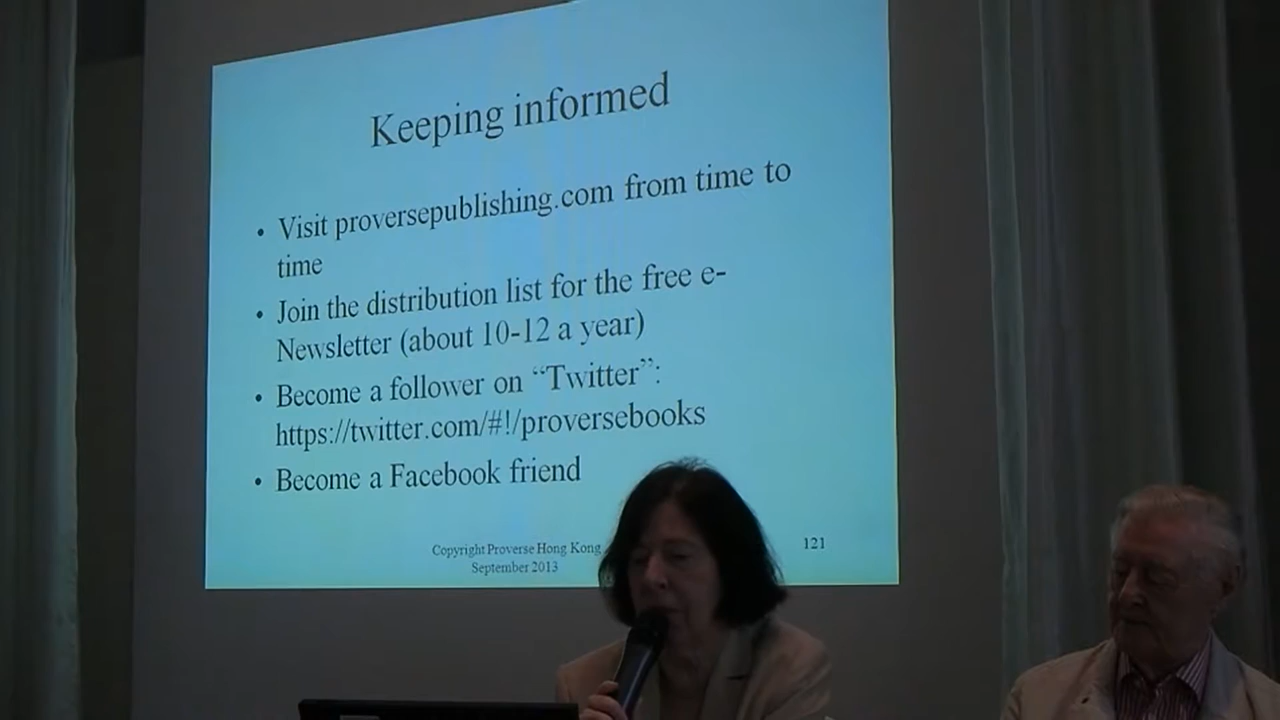 Keeping informed
• Visit proversepublishing.com from time to
time
• Join the distribution list for the free e-
Newsletter (about 10-12 a year)
• Become a follower on “Twitter”:
https://twitter.com/#!/proversebooks
• Become a Facebook friend
Copyright Proverse Hong Kong
September 2013
121